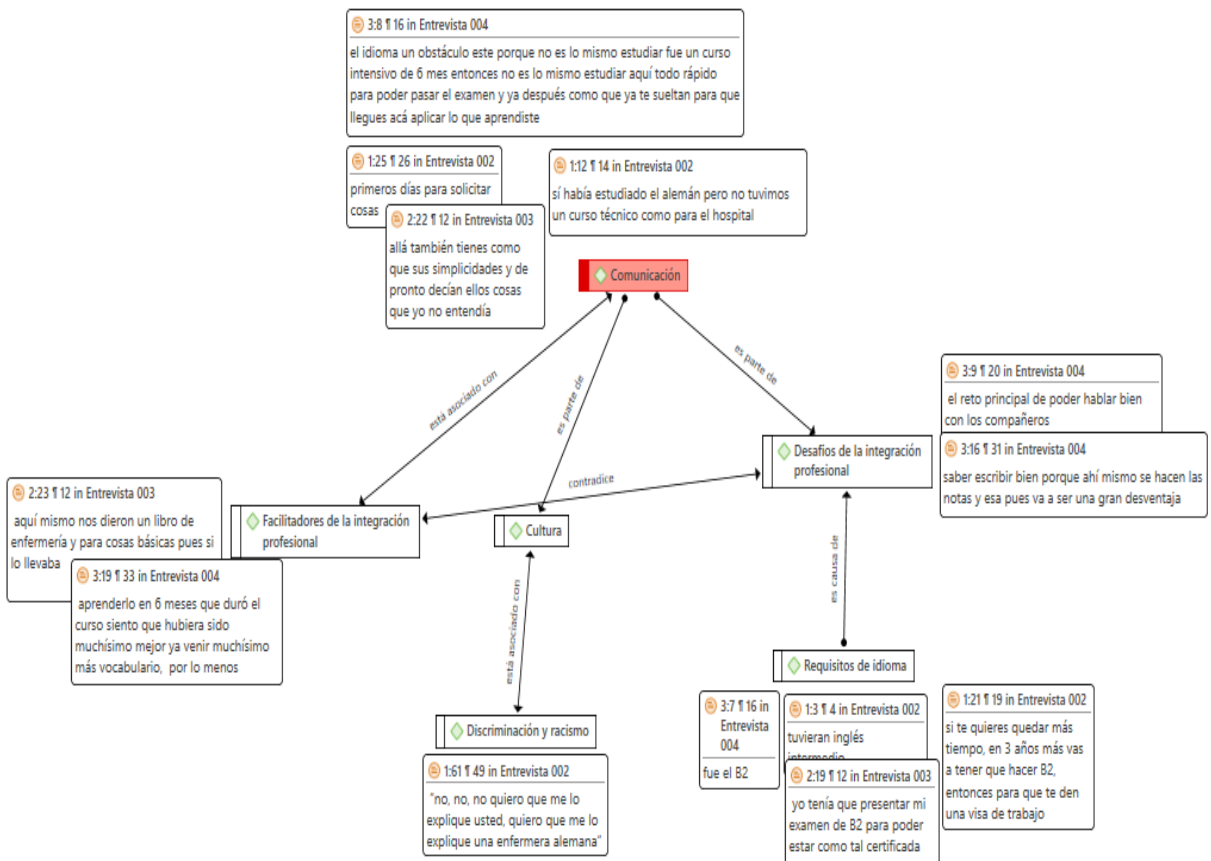 3:8 ¶ 16 in Entrevista 004
el idioma un obstáculo este porque no es lo mismo estudiar fue un curso
intensivo de 6 mes entonces no es lo mismo estudiar aquí todo rápido
para poder pasar el examen y ya después como que ya te sueltan para que
llegues acá aplicar lo que aprendiste
1:25 ¶ 26 in Entrevista 002
primeros días para solicitar
cosas
1:12 ¶ 14 in Entrevista 002
sí había estudiado el alemán pero no tuvimos
un curso técnico como para el hospital
2:22 ¶ 12 in Entrevista 003
allá también tienes como
que sus simplicidades y de
pronto decían ellos cosas
que yo no entendía
Comunicación
está asociado con
es parte de
es parte de
3:9 ¶ 20 in Entrevista 004
el reto principal de poder hablar bien
con los compañeros
3:16 ¶ 31 in Entrevista 004
saber escribir bien porque ahí mismo se hacen las
notas y esa pues va a ser una gran desventaja
Desafios de la integración
profesional
contradice
2:23 ¶ 12 in Entrevista 003
aquí mismo nos dieron un libro de
enfermería y para cosas básicas pues si
lo llevaba
Facilitadores de la integración
profesional
Cultura
3:19 ¶ 33 in Entrevista 004
aprenderlo en 6 meses que duró el
curso siento que hubiera sido
muchísimo mejor ya venir muchísimo
más vocabulario, por lo menos
está asociado con
es causa de
Requisitos de idioma
Discriminación y racismo
1:61 ¶ 49 in Entrevista 002
"no, no, no quiero que me lo
explique usted, quiero que me lo
explique una enfermera alemana"
3:7 ¶ 16 in
Entrevista
004
fue el B2
1:3 ¶ 4 in Entrevista 002
tuvieran inglés
intermedio
2:19 ¶ 12 in Entrevista 003
yo tenía que presentar mi
examen de B2 para poder
estar como tal certificada
1:21 ¶ 19 in Entrevista 002
si te quieres quedar más
tiempo, en 3 años más vas
a tener que hacer B2,
entonces para que te den
una visa de trabajo